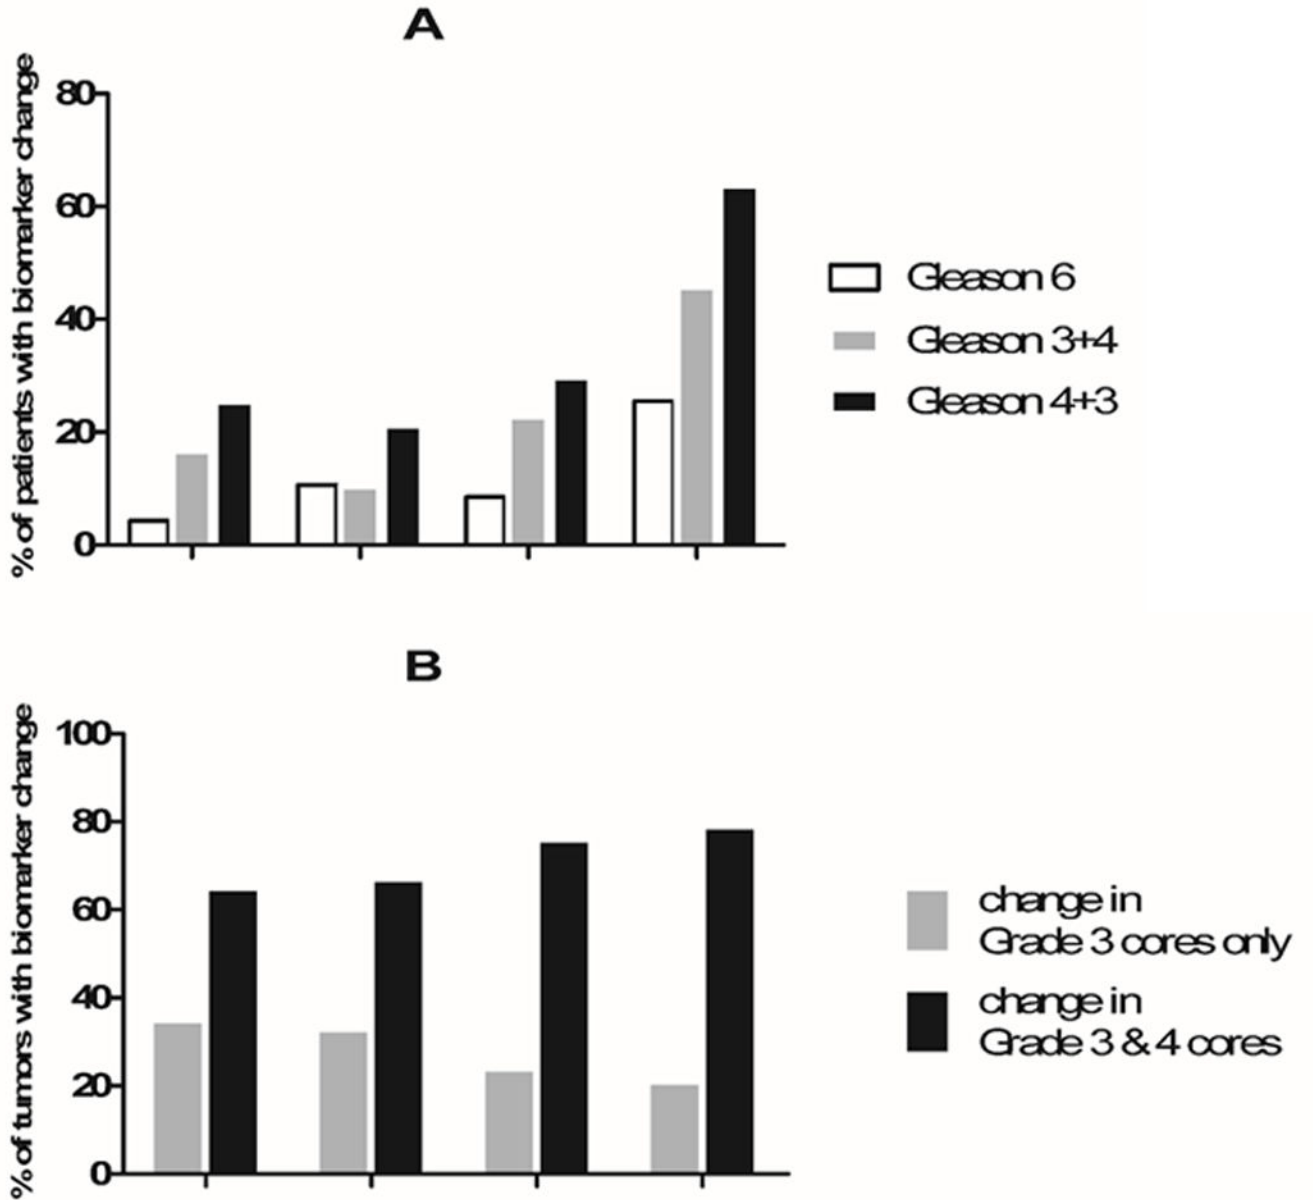 A
% of patients with biomarker change
80
60
40
20
0
Gleason 6
Gleason 3+4
Gleason 4+3
B
% of tumors with biomarker change
100
80
60
40
20
0
change in
Grade 3 cores only
change in
Grade 3 & 4 cores